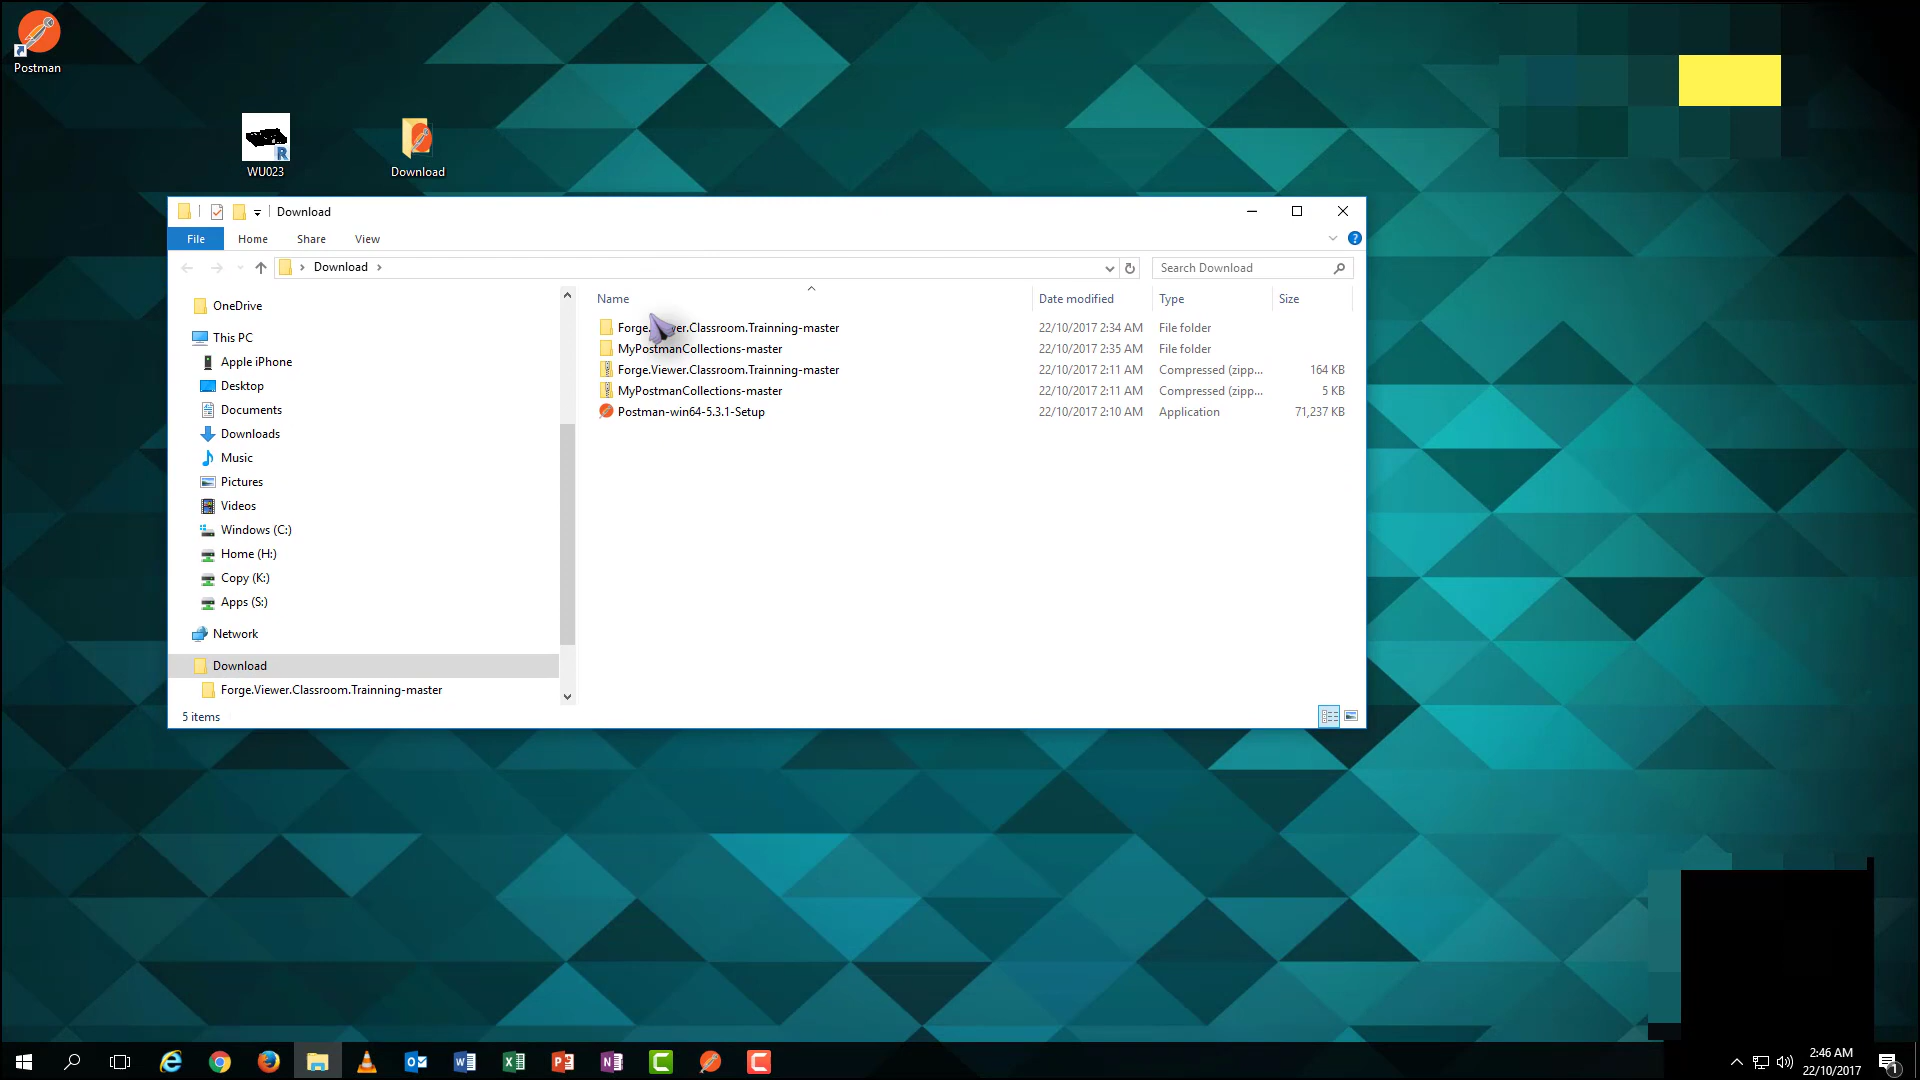 Postman
WU023
Download
Download
File Home Share View
Download
Search Download
OneDrive
This PC
Apple iPhone
Desktop
Documents
Downloads
Music
Pictures
Videos
Windows (C:)
Home (H:)
Copy (K:)
Apps (S:)
Network
Download
Forge.Viewer.Classroom.Trainning-master
Name Date modified Type Size
Forge. er.Classroom.Trainning-master 22/10/2017 2:34 AM File folder
MyPostmanCollections-master 22/10/2017 2:35 AM File folder
Forge.Viewer.Classroom.Trainning-master 22/10/2017 2:11 AM Compressed (zipp... 164 KB
MyPostmanCollections-master 22/10/2017 2:11 AM Compressed (zipp... 5 KB
Postman-win64-5.3.1-Setup 22/10/2017 2:10 AM Application 71,237 KB
5 items
2:46 AM
22/10/2017
1